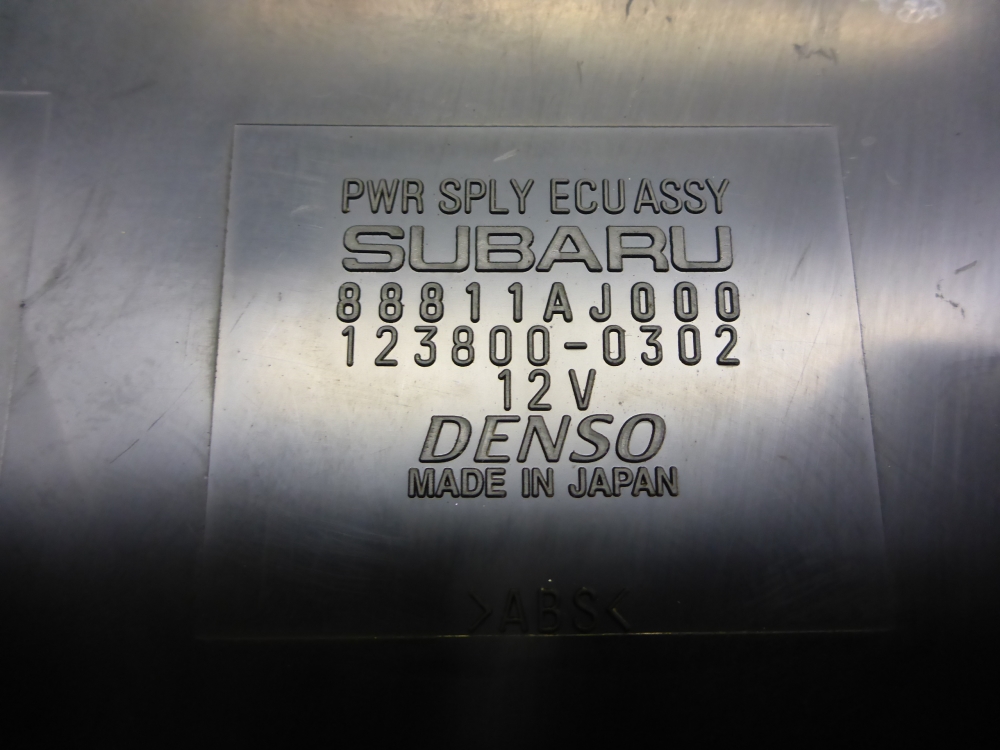 PWR SPLY ECU ASSY
SUBARU
88811AJ000
123800-0302
12V
DENSO
MADE IN JAPAN
>ABS<